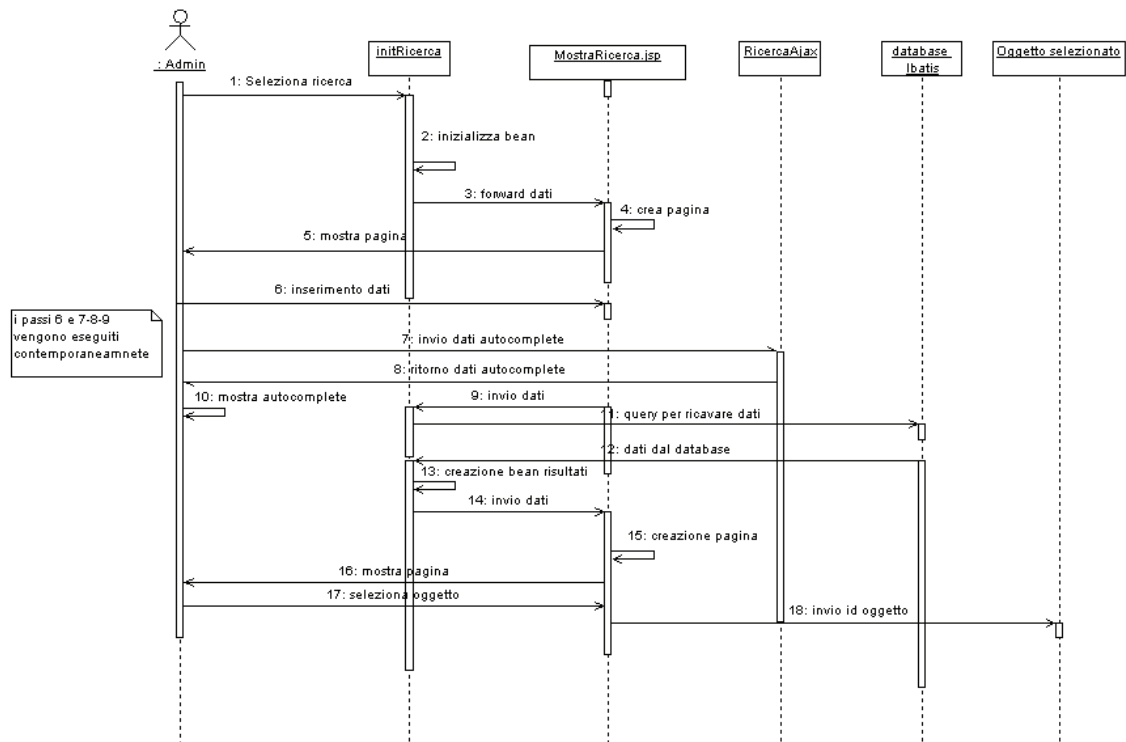 : Admin
initRicerca
MostraRicerca.jsp
RicercaAjax
database
Ibatis
Oggetto selezionato
1: Seleziona ricerca
2: inizializza bean
3: forward dati
4: crea pagina
5: mostra pagina
6: inserimento dati
i passi 6 e 7-8-9
vengono eseguiti
contemporaneamnete
7: invio dati autocomplete
8: ritorno dati autocomplete
10: mostra autocomplete
9: invio dati
11: query per ricavare dati
12: dati dal database
13: creazione bean risultati
14: invio dati
15: creazione pagina
16: mostra pagina
17: seleziona oggetto
18: invio id oggetto